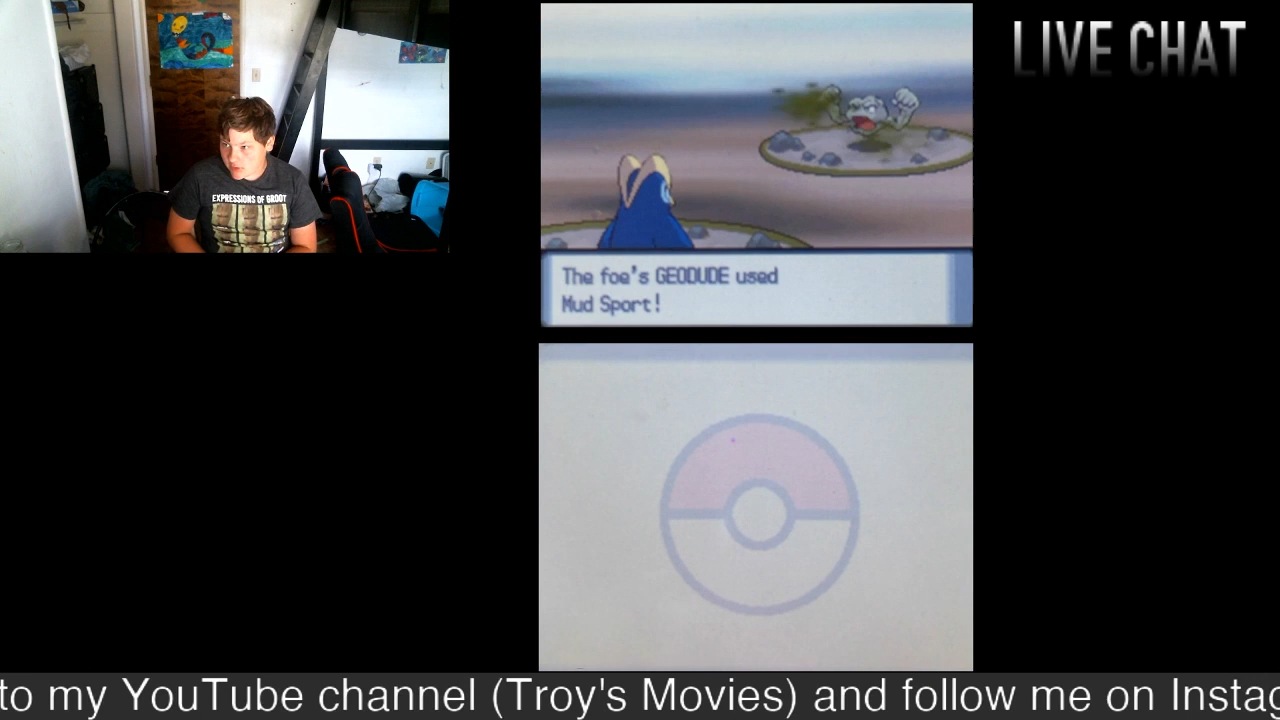 LIVE CHAT
EXPRESSIONS OF GROOT
The foe's GEODUDE used
Mud Sport!
to my YouTube channel (Troy's Movies) and follow me on Instag